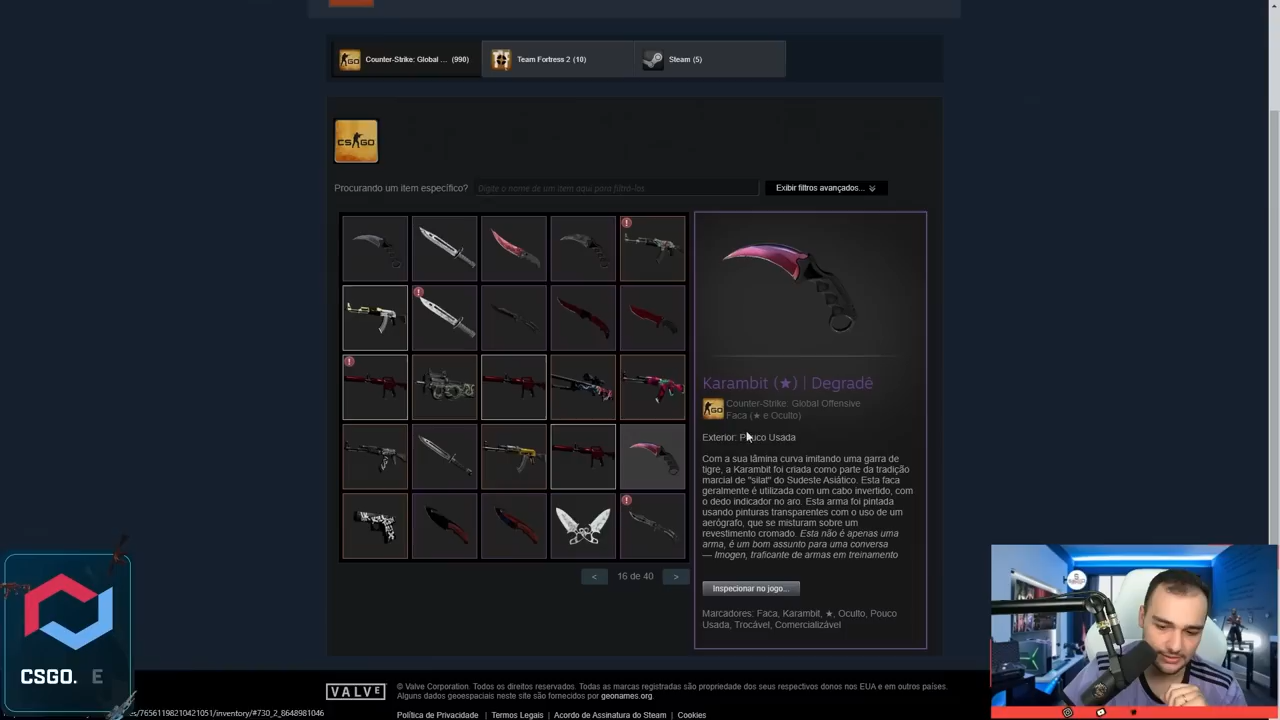 Counter-Strike: Global ... (990)
Team Fortress 2 (10)
Steam (5)
CS GO
Procurando um item específico?
Digite o nome de um item aqui para filtrá-los
Exibir filtros avançados...
Karambit (★) | Degradê
Counter-Strike: Global Offensive
Faca (★ e Oculto)
Exterior: Pouco Usada
Com a sua lâmina curva imitando uma garra de
tigre, a Karambit foi criada como parte da tradição
marcial de "silat" do Sudeste Asiático. Esta faca
geralmente é utilizada com um cabo invertido, com
o dedo indicador no aro. Esta arma foi pintada
usando pinturas transparentes com o uso de um
aerógrafo, que se misturam sobre um
revestimento cromado. Esta não é apenas uma
arma, é um bom assunto para uma conversa
— Imogen, traficante de armas em treinamento
< 16 de 40 >
Inspecionar no jogo...
Marcadores: Faca, Karambit, ★, Oculto, Pouco
Usada, Trocável, Comercializável
CSGO. E
VALVE
© Valve Corporation. Todos os direitos reservados. Todas as marcas registradas são propriedade dos seus respectivos donos nos EUA e em outros países.
Alguns dados geoespaciais neste site são fornecidos por geonames.org.
Política de Privacidade | Termos Legais | Acordo de Assinatura do Steam | Cookies
/76561198210421051/inventory/#730_2_8648981046